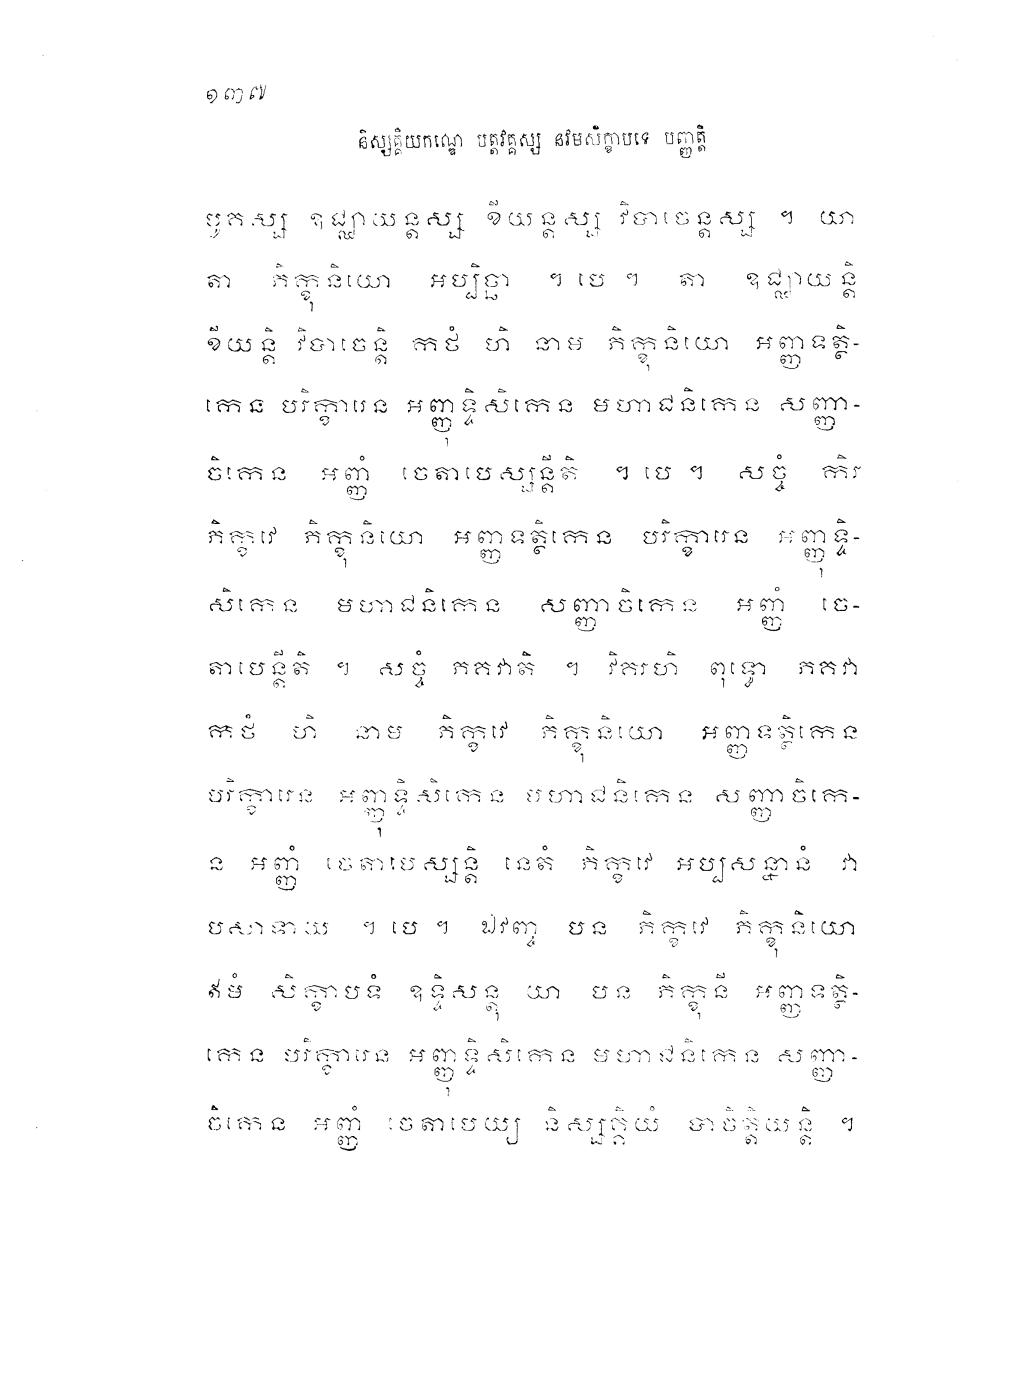 ១៣៧
និស្សគ្គិយកណ្ឌេ បត្តវគ្គស្ស នវមសិក្ខាបទេ បញ្ញត្តិ
បូគស្ស ឧជ្ឈាយន្តស្ស ខីយន្តស្ស វិបាចេន្តស្ស ។ យា
តា ភិក្ខុនិយោ អប្បិច្ឆា ។ បេ ។ តា ឧជ្ឈាយន្តិ
ខីយន្តិ វិបាចេន្តិ កថំ ហិ នាម ភិក្ខុនិយោ អញ្ញទត្ថិ-
កេន បរិក្ខារេន អញ្ញុទ្ទិសិកេន មហាជនិកេន សញ្ញា-
ចិកេន អញ្ញំ ចេតាបេស្សន្តីតិ ។ បេ ។ សច្ចំ កិរ
ភិក្ខវេ ភិក្ខុនិយោ អញ្ញទត្ថិកេន បរិក្ខារេន អញ្ញុទ្ទិ-
សិកេន មហាជនិកេន សញ្ញាចិកេន អញ្ញំ ចេ-
តាបេន្តីតិ ។ សច្ចំ ភគវាតិ ។ វិគរហិ ពុទ្ធោ ភគវា
កថំ ហិ នាម ភិក្ខវេ ភិក្ខុនិយោ អញ្ញទត្ថិកេន
បរិក្ខារេន អញ្ញុទ្ទិសិកេន មហាជនិកេន សញ្ញាចិកេ-
ន អញ្ញំ ចេតាបេស្សន្តិ នេតំ ភិក្ខវេ អប្បសន្នានំ វា
បសាទាយ ។ បេ ។ ឯវញ្ច បន ភិក្ខវេ ភិក្ខុនិយោ
ឥមំ សិក្ខាបទំ ឧទ្ទិសន្តុ យា បន ភិក្ខុនី អញ្ញទត្ថិ-
កេន បរិក្ខារេន អញ្ញុទ្ទិសិកេន មហាជនិកេន សញ្ញា-
ចិកេន អញ្ញំ ចេតាបេយ្យ និស្សគ្គិយំ បាចិត្តិយន្តិ ។